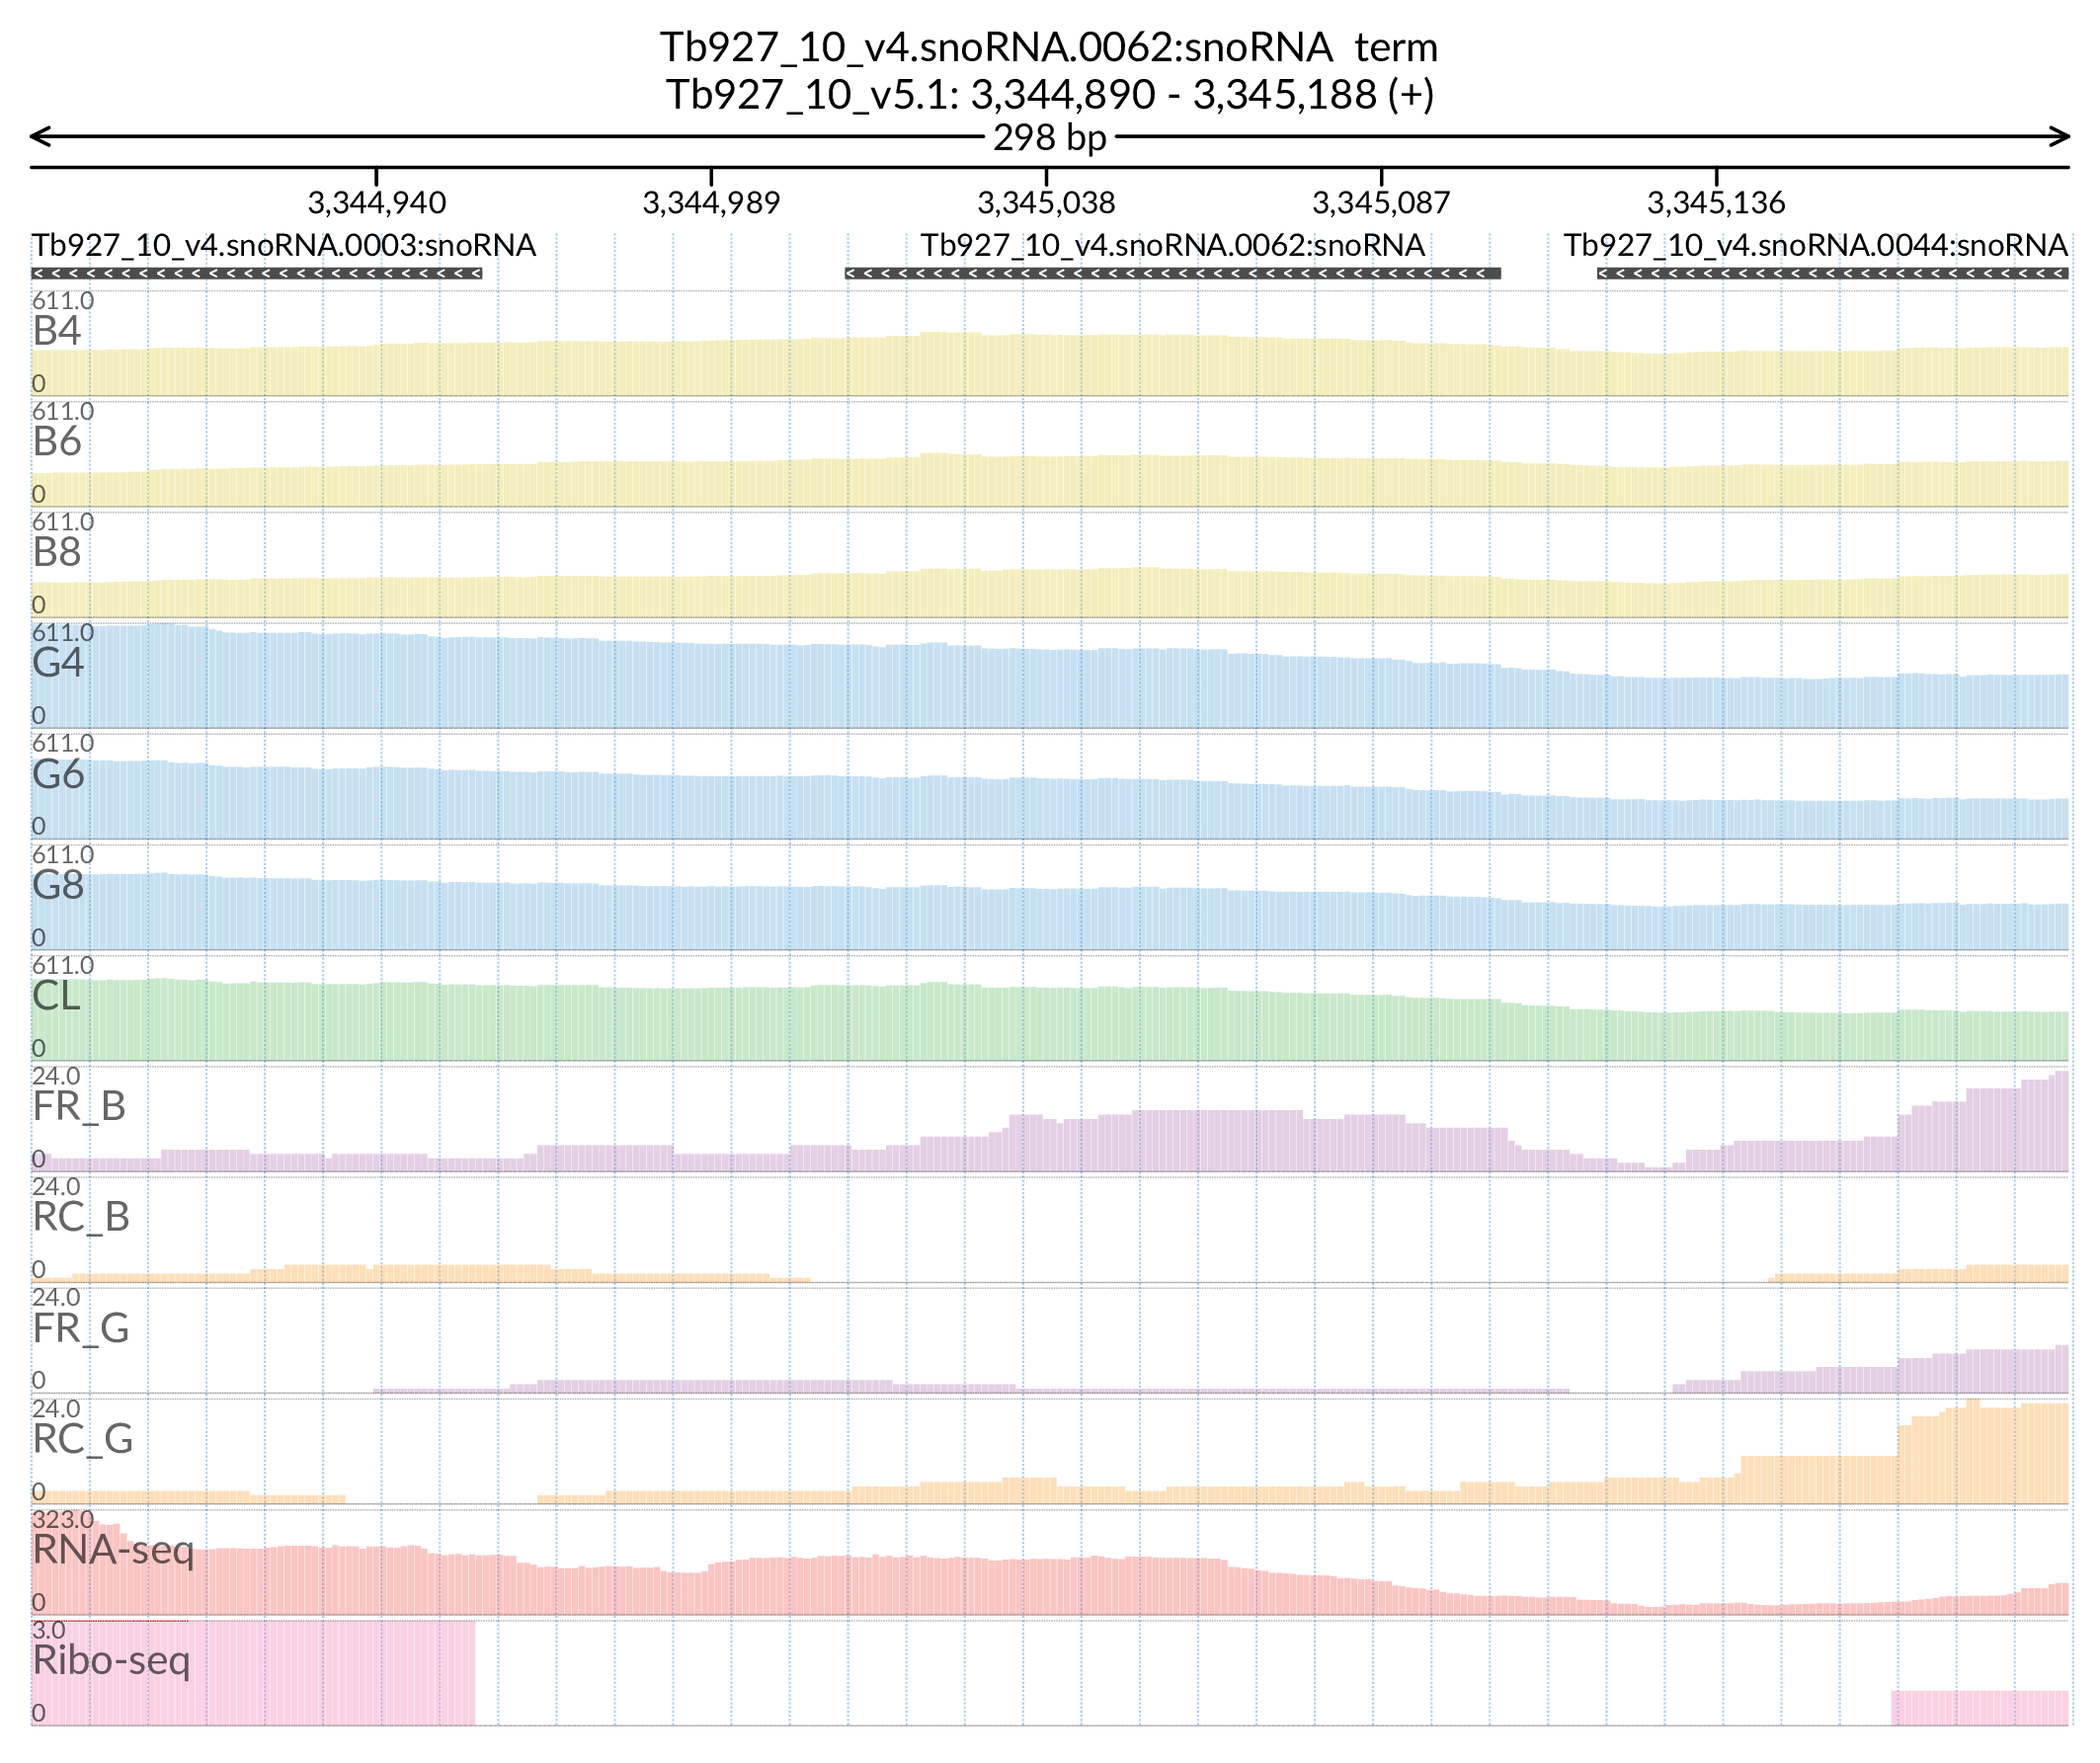 Tb927_10_v4.snoRNA.0062:snoRNA term
Tb927_10_v5.1: 3,344,890 - 3,345,188 (+)
298 bp
3,344,940 3,344,989 3,345,038 3,345,087 3,345,136
Tb927_10_v4.snoRNA.0003:snoRNA Tb927_10_v4.snoRNA.0062:snoRNA Tb927_10_v4.snoRNA.0044:snoRNA
611.0
B4
0
611.0
B6
0
611.0
B8
0
611.0
G4
0
611.0
G6
0
611.0
G8
0
611.0
CL
0
24.0
FR_B
0
24.0
RC_B
0
24.0
FR_G
0
24.0
RC_G
0
323.0
RNA-seq
0
3.0
Ribo-seq
0